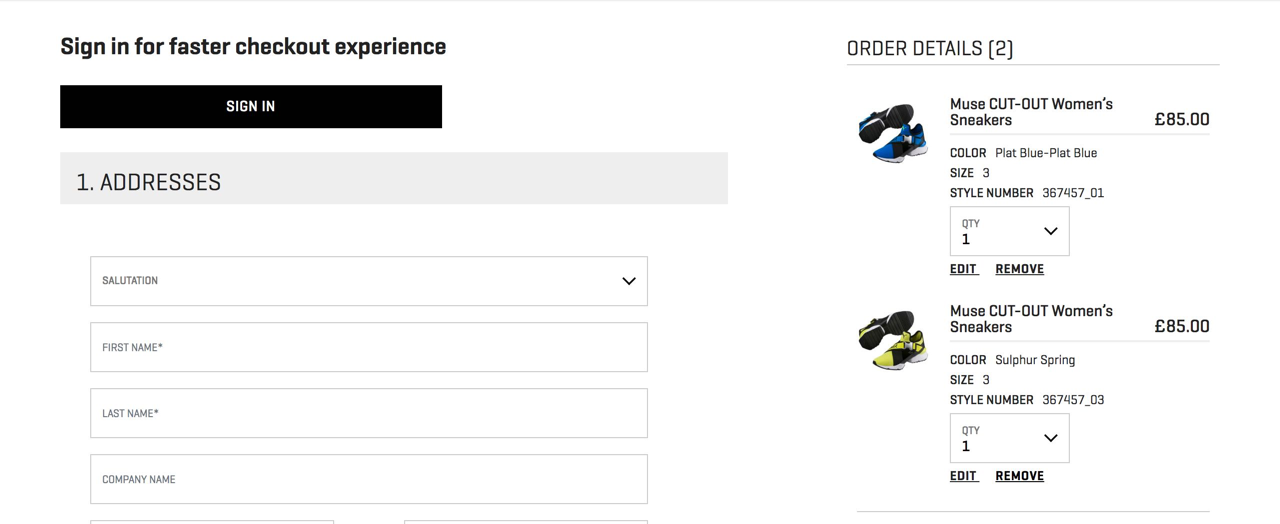 Sign in for faster checkout experience
SIGN IN
1. ADDRESSES
SALUTATION
FIRST NAME*
LAST NAME*
COMPANY NAME
ORDER DETAILS (2)
Muse CUT-OUT Women's
Sneakers £85.00
COLOR Plat Blue-Plat Blue
SIZE 3
STYLE NUMBER 367457_01
QTY
1
EDIT REMOVE
Muse CUT-OUT Women's
Sneakers £85.00
COLOR Sulphur Spring
SIZE 3
STYLE NUMBER 367457_03
QTY
1
EDIT REMOVE